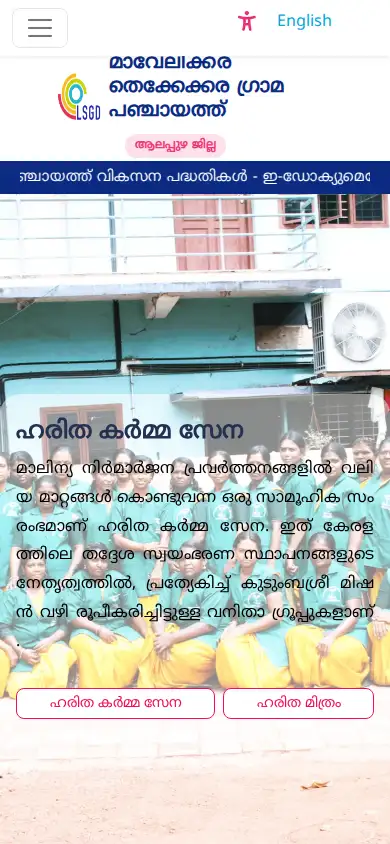 English
മാവേലിക്കര
തെക്കേക്കര ഗ്രാമ
പഞ്ചായത്ത്
LSGD
ആലപ്പുഴ ജില്ല
ഞ്ചായത്ത് വികസന പദ്ധതികൾ - ഇ-ഡോക്യുമെ
ഹരിത കർമ്മ സേന
മാലിന്യ നിർമാർജന പ്രവർത്തനങ്ങളിൽ വലി
യ മാറ്റങ്ങൾ കൊണ്ടുവന്ന ഒരു സാമൂഹിക സം
രംഭമാണ് ഹരിത കർമ്മ സേന. ഇത് കേരള
ത്തിലെ തദ്ദേശ സ്വയംഭരണ സ്ഥാപനങ്ങളുടെ
നേതൃത്വത്തിൽ, പ്രത്യേകിച്ച് കുടുംബശ്രീ മിഷ
ൻ വഴി രൂപീകരിച്ചിട്ടുള്ള വനിതാ ഗ്രൂപ്പുകളാണ്
.
ഹരിത കർമ്മ സേന
ഹരിത മിത്രം